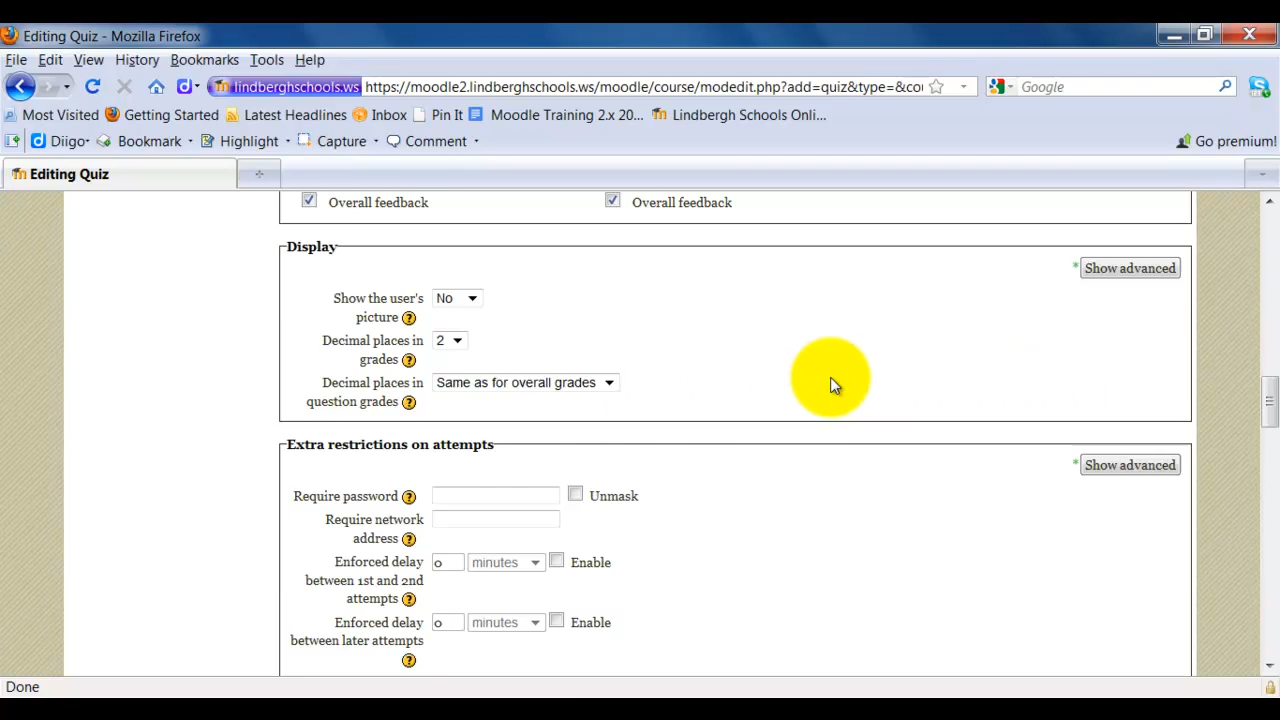 Editing Quiz - Mozilla Firefox
File Edit View History Bookmarks Tools Help
lindberghschools.ws https://moodle2.lindberghschools.ws/moodle/course/modedit.php?add=quiz&type=&cou Google
Most Visited Getting Started Latest Headlines Inbox Pin It Moodle Training 2.x 20... Lindbergh Schools Onli...
Diigo Bookmark Highlight Capture Comment Go premium!
Editing Quiz
Overall feedback Overall feedback
Display
* Show advanced
Show the user's No
picture ?
Decimal places in 2
grades ?
Decimal places in Same as for overall grades
question grades ?
Extra restrictions on attempts
* Show advanced
Require password ? Unmask
Require network
address ?
Enforced delay 0 minutes Enable
between 1st and 2nd
attempts ?
Enforced delay 0 minutes Enable
between later attempts
?
Done